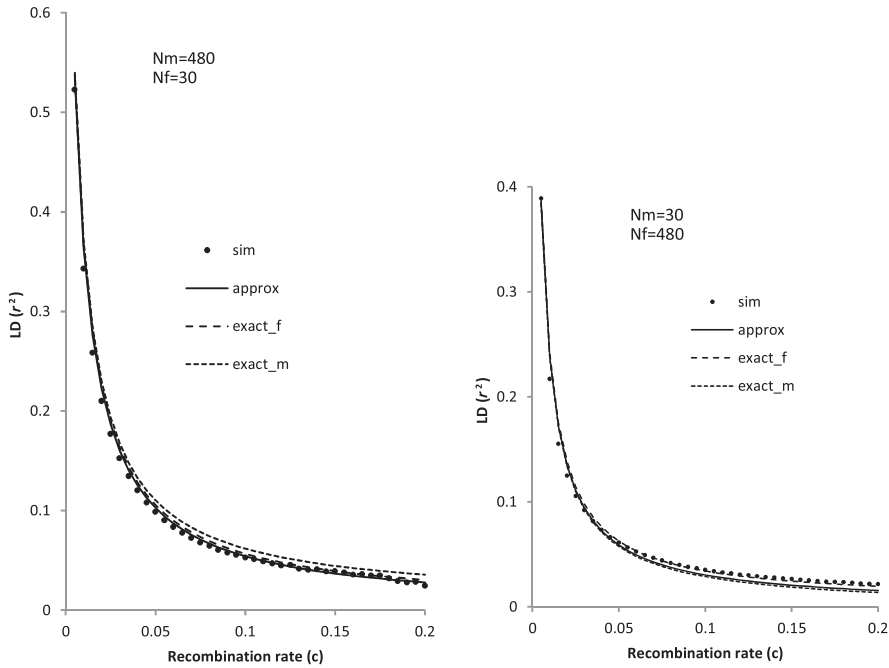 0.6
Nm=480
Nf=30
0.5
0.4
LD (r²)
sim
approx
0.3
exact_f
exact_m
0.2
0.1
0
0
0.05
0.1
0.15
0.2
Recombination rate (c)
0.4
Nm=30
Nf=480
0.3
sim
approx
LD (r²)
exact_f
exact_m
0.2
0.1
0
0
0.05
0.1
0.15
0.2
Recombination rate (c)